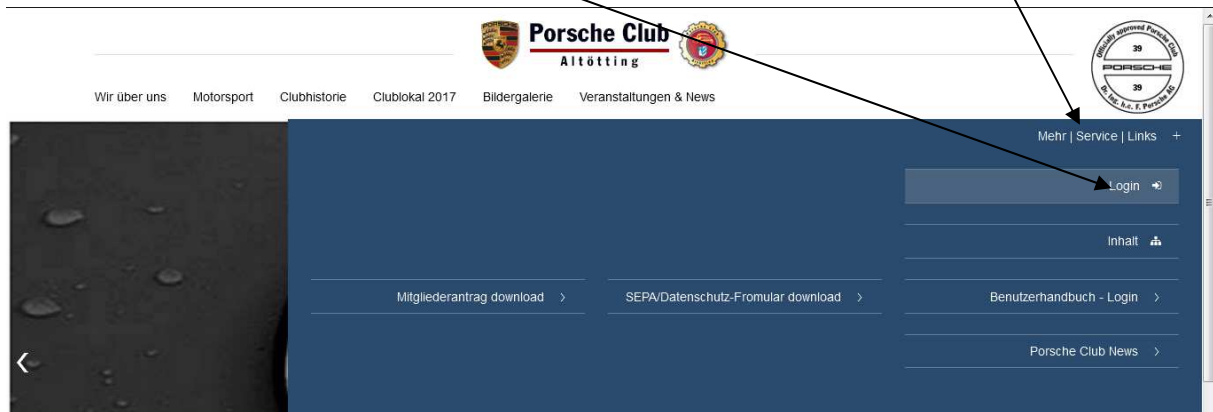 Porsche Club
Altötting
Officially approved Porsche Club
39
PORSCHE
39
Dr. Ing. h.c. F. Porsche AG
Wir über uns Motorsport Clubhistorie Clublokal 2017 Bildergalerie Veranstaltungen & News
Mehr | Service | Links +
Login
Inhalt
Mitgliederantrag download > SEPA/Datenschutz-Fromular download > Benutzerhandbuch - Login >
Porsche Club News >